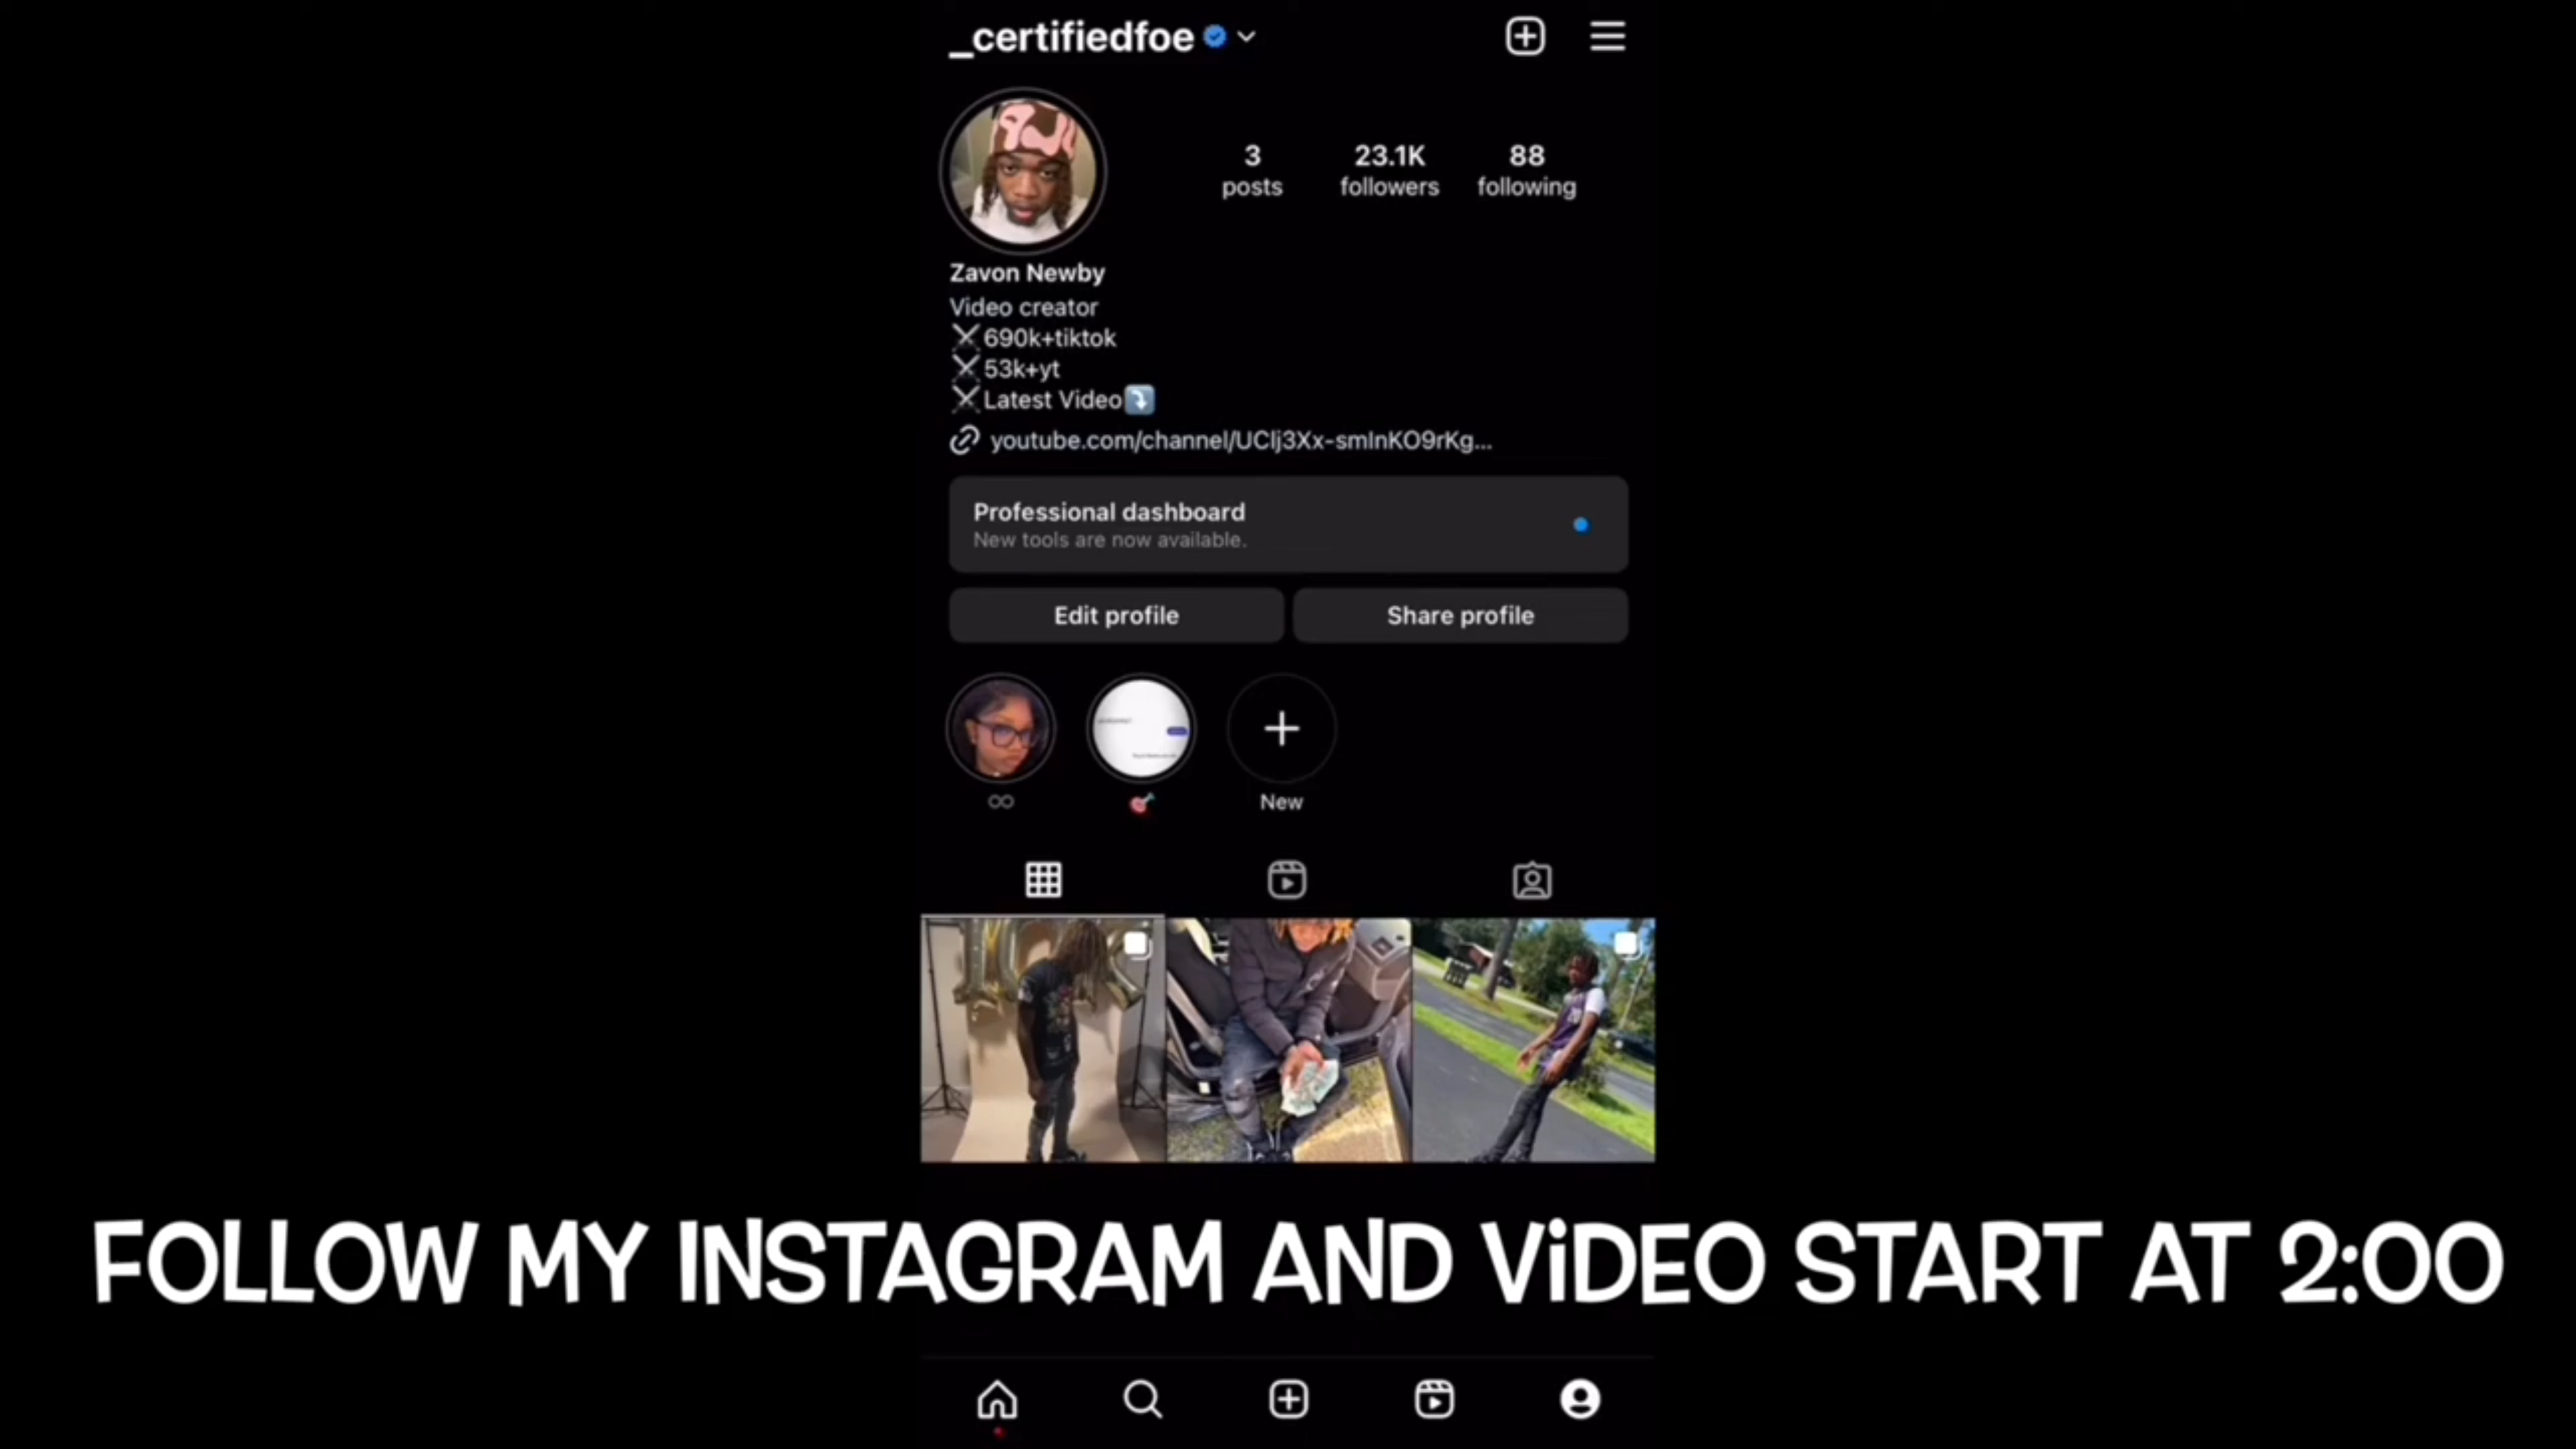 _certifiedfoe
3 posts
23.1K followers
88 following
Zavon Newby
Video creator
⚔690k+tiktok
⚔53k+yt
⚔Latest Video⤵
youtube.com/channel/UClj3Xx-smlnKO9rKg...
Professional dashboard
New tools are now available.
Edit profile
Share profile
New
FOLLOW MY INSTAGRAM AND ViDEO START AT 2:00